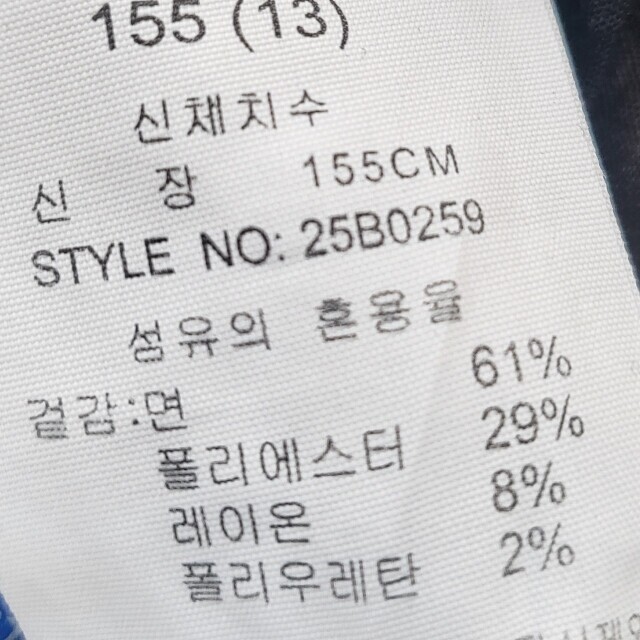 155 (13)
신체치수
신 장 155CM
STYLE NO: 25B0259
섬유의 혼용율
겉감:면 61%
폴리에스터 29%
레이온 8%
폴리우레탄 2%